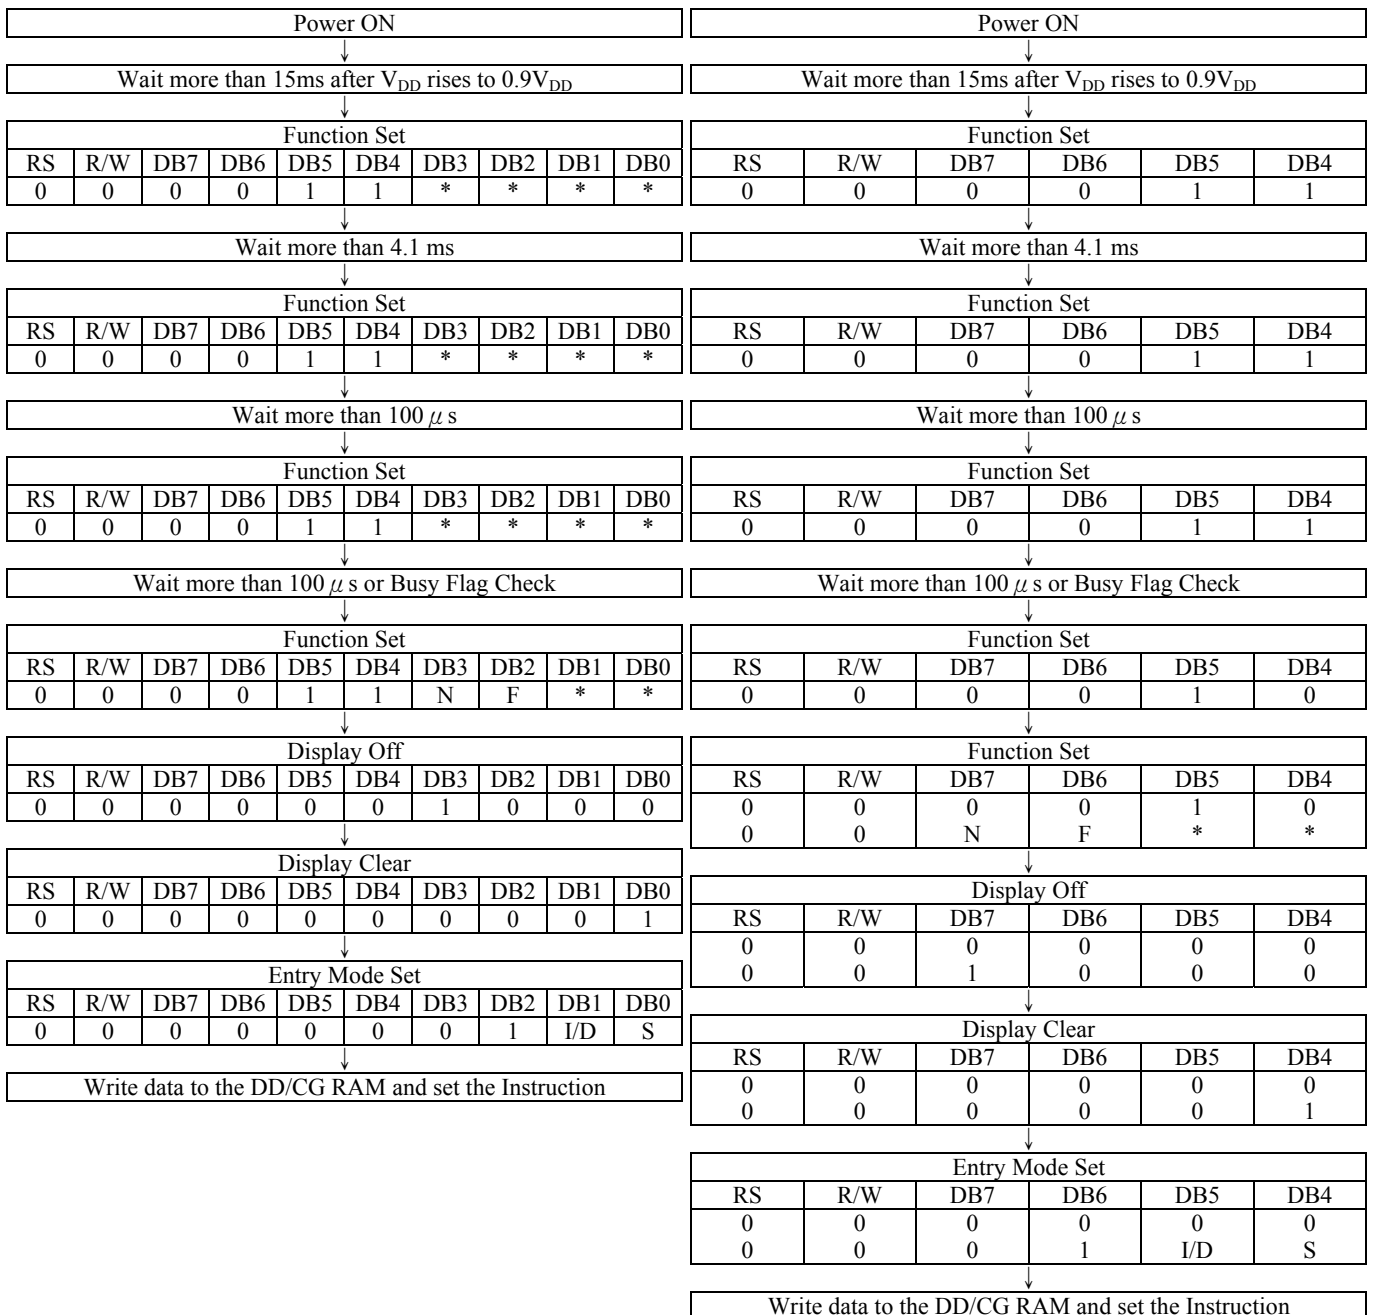 Power ON
↓
Wait more than 15ms after VDD rises to 0.9VDD
↓
Function Set
RS R/W DB7 DB6 DB5 DB4 DB3 DB2 DB1 DB0
0 0 0 0 1 1 * * * *
↓
Wait more than 4.1 ms
↓
Function Set
RS R/W DB7 DB6 DB5 DB4 DB3 DB2 DB1 DB0
0 0 0 0 1 1 * * * *
↓
Wait more than 100 μs
↓
Function Set
RS R/W DB7 DB6 DB5 DB4 DB3 DB2 DB1 DB0
0 0 0 0 1 1 * * * *
↓
Wait more than 100 μs or Busy Flag Check
↓
Function Set
RS R/W DB7 DB6 DB5 DB4 DB3 DB2 DB1 DB0
0 0 0 0 1 1 N F * *
↓
Display Off
RS R/W DB7 DB6 DB5 DB4 DB3 DB2 DB1 DB0
0 0 0 0 0 0 1 0 0 0
↓
Display Clear
RS R/W DB7 DB6 DB5 DB4 DB3 DB2 DB1 DB0
0 0 0 0 0 0 0 0 0 1
↓
Entry Mode Set
RS R/W DB7 DB6 DB5 DB4 DB3 DB2 DB1 DB0
0 0 0 0 0 0 0 1 I/D S
↓
Write data to the DD/CG RAM and set the Instruction
Power ON
↓
Wait more than 15ms after VDD rises to 0.9VDD
↓
Function Set
RS R/W DB7 DB6 DB5 DB4
0 0 0 0 1 1
↓
Wait more than 4.1 ms
↓
Function Set
RS R/W DB7 DB6 DB5 DB4
0 0 0 0 1 1
↓
Wait more than 100 μs
↓
Function Set
RS R/W DB7 DB6 DB5 DB4
0 0 0 0 1 1
↓
Wait more than 100 μs or Busy Flag Check
↓
Function Set
RS R/W DB7 DB6 DB5 DB4
0 0 0 0 1 0
↓
Function Set
RS R/W DB7 DB6 DB5 DB4
0 0 0 0 1 0
0 0 N F * *
↓
Display Off
RS R/W DB7 DB6 DB5 DB4
0 0 0 0 0 0
0 0 1 0 0 0
↓
Display Clear
RS R/W DB7 DB6 DB5 DB4
0 0 0 0 0 0
0 0 0 0 0 1
↓
Entry Mode Set
RS R/W DB7 DB6 DB5 DB4
0 0 0 0 0 0
0 0 0 1 I/D S
↓
Write data to the DD/CG RAM and set the Instruction